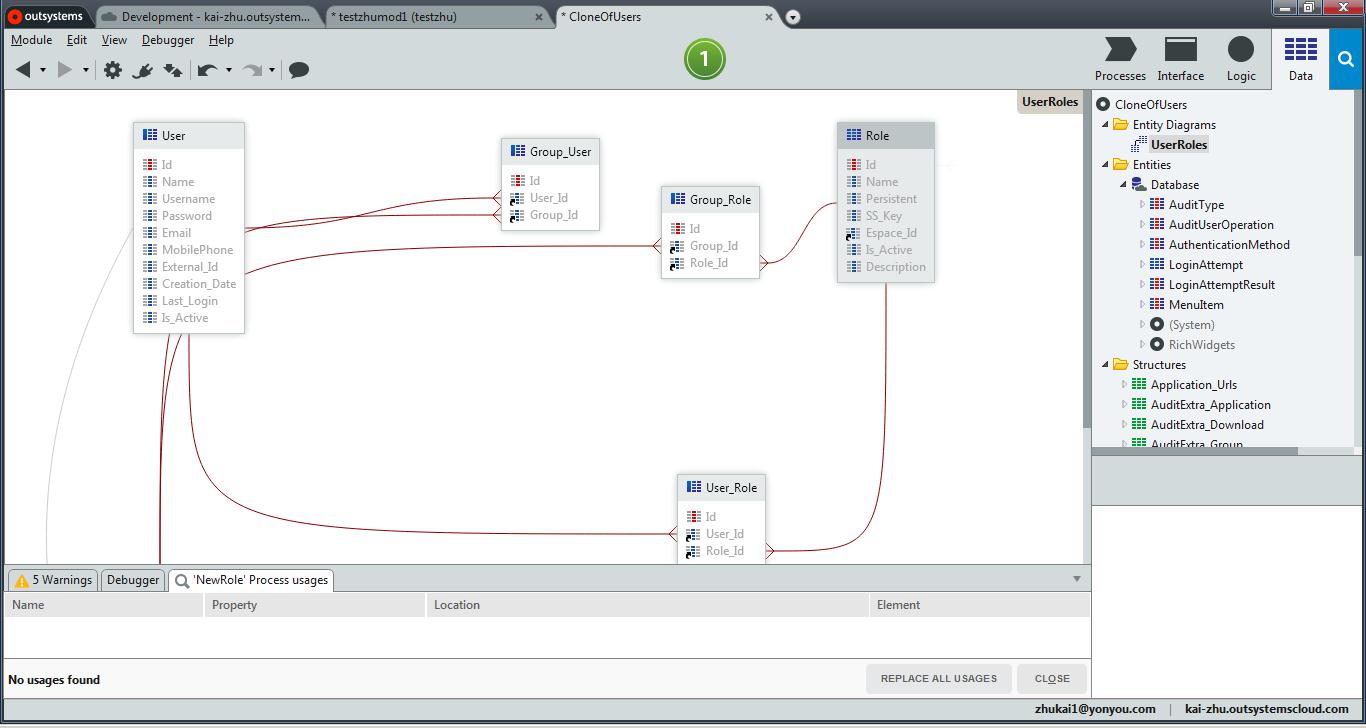 outsystems
Development - kai-zhu.outsystem...
* testzhumod1 (testzhu)
* CloneOfUsers
Module Edit View Debugger Help
1
Processes Interface Logic Data
UserRoles
User
Id
Name
Username
Password
Email
MobilePhone
External_Id
Creation_Date
Last_Login
Is_Active
Group_User
Id
User_Id
Group_Id
Group_Role
Id
Group_Id
Role_Id
Role
Id
Name
Persistent
SS_Key
Espace_Id
Is_Active
Description
User_Role
Id
User_Id
Role_Id
CloneOfUsers
Entity Diagrams
UserRoles
Entities
Database
AuditType
AuditUserOperation
AuthenticationMethod
LoginAttempt
LoginAttemptResult
MenuItem
(System)
RichWidgets
Structures
Application_Urls
AuditExtra_Application
AuditExtra_Download
AuditExtra_Group
5 Warnings Debugger 'NewRole' Process usages
Name Property Location Element
No usages found REPLACE ALL USAGES CLOSE
zhukai1@yonyou.com | kai-zhu.outsystemscloud.com